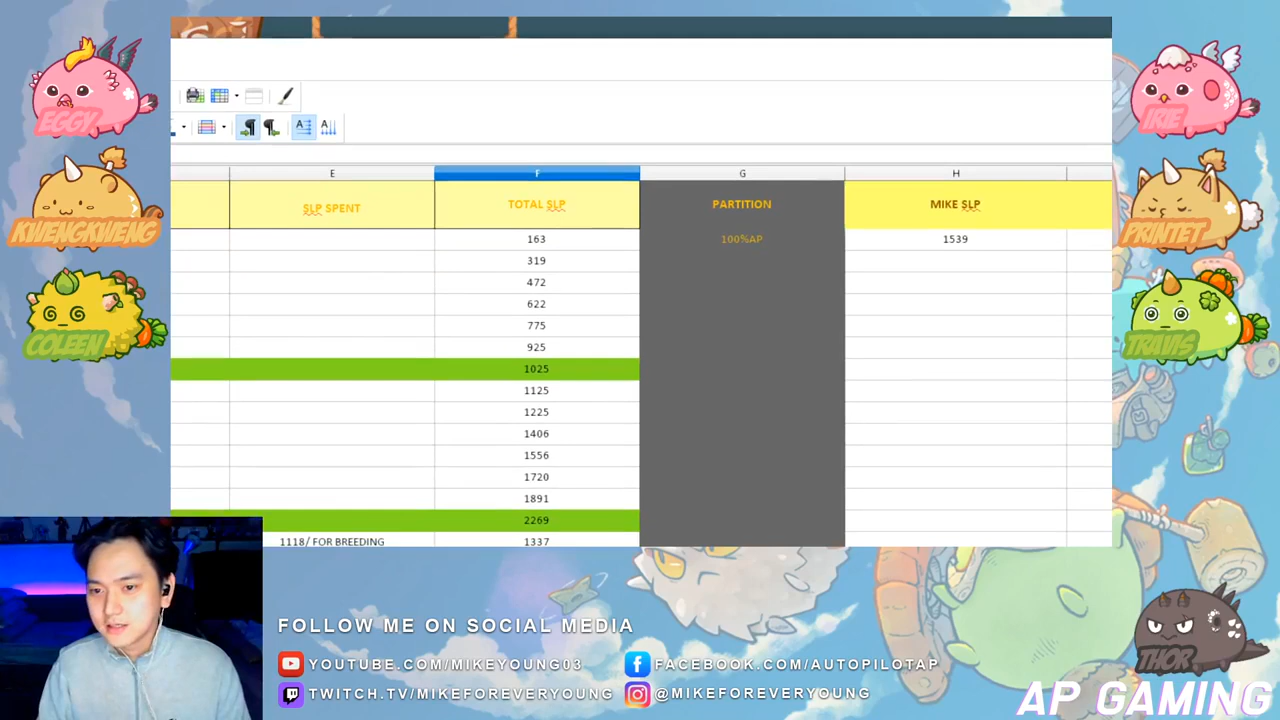 E F G H
SLP SPENT TOTAL SLP PARTITION MIKE SLP
163 100%AP 1539
319
472
622
775
925
1025
1125
1225
1406
1556
1720
1891
2269
1118/ FOR BREEDING 1337
EGGY
KWENGKWENG
COLEEN
IRIE
PRINTET
TRAVIS
THOR
FOLLOW ME ON SOCIAL MEDIA
YOUTUBE.COM/MIKEYOUNG03 FACEBOOK.COM/AUTOPILOTAP
TWITCH.TV/MIKEFOREVERYOUNG @MIKEFOREVERYOUNG
AP GAMING